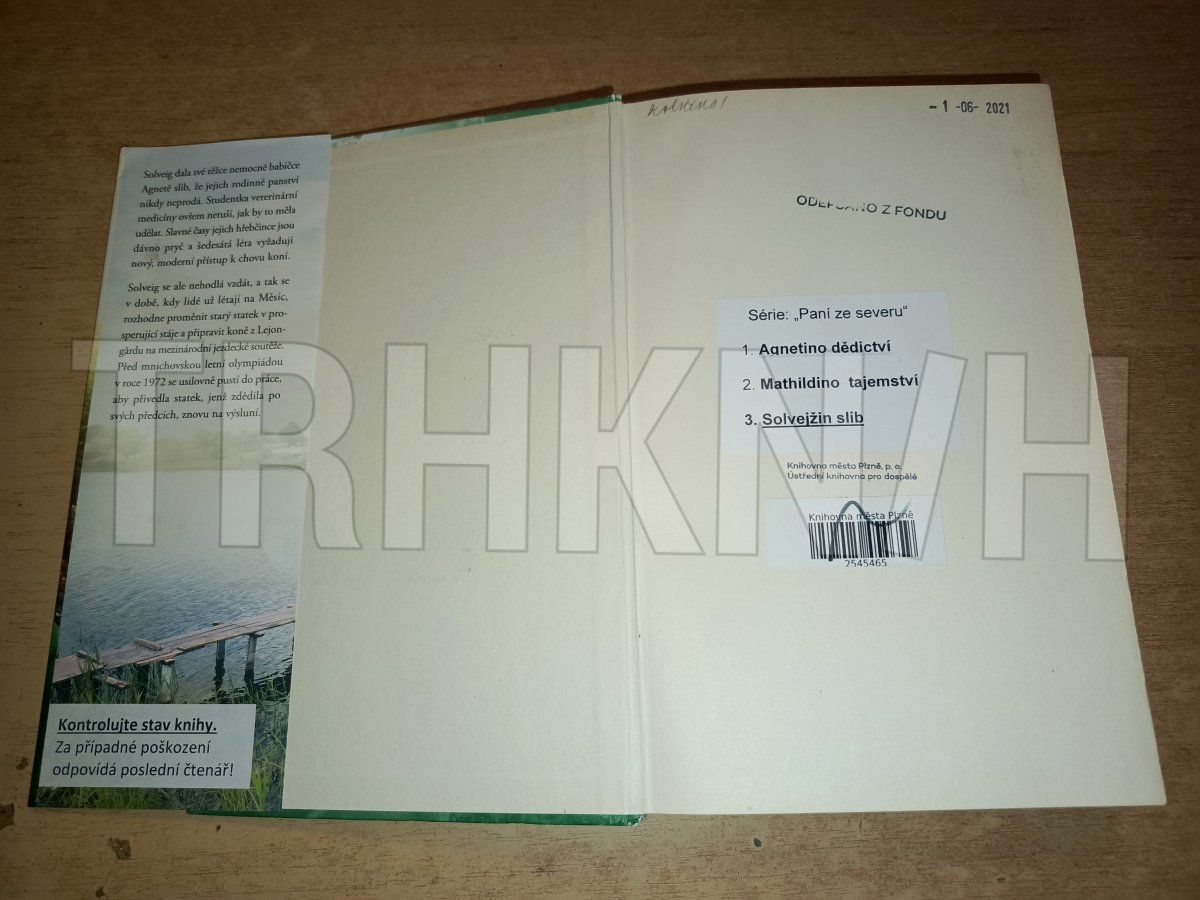 Solveig dala své těžce nemocné babičce
Agnetě slib, že jejich rodinné panství
nikdy neprodá. Studentka veterinární
medicíny ovšem netuší, jak by to měla
udělat. Slavné časy jejich hřebčince jsou
dávno pryč a šedesátá léta vyžadují
nový, moderní přístup k chovu koní.
Solveig se ale nehodlá vzdát, a tak se
v době, kdy lidé už létají na Měsíc,
rozhodne proměnit starý statek v pro-
sperující stáje a připravit koně z Lejon-
gårdu na mezinárodní jezdecké soutěže.
Před mnichovskou letní olympiádou
v roce 1972 se usilovně pustí do práce,
aby přivedla statek, jenž zdědila po
svých předcích, znovu na výsluní.
Kontrolujte stav knihy.
Za případné poškození
odpovídá poslední čtenář!
- 1 -06- 2021
ODEPSÁNO Z FONDU
Série: „Paní ze severu“
1. Agnetino dědictví
2. Mathildino tajemství
3. Solvejžin slib
Knihovna města Plzně, p. o.
Ústřední knihovna pro dospělé
Knihovna města Plzně
2545465
TRHKNIH